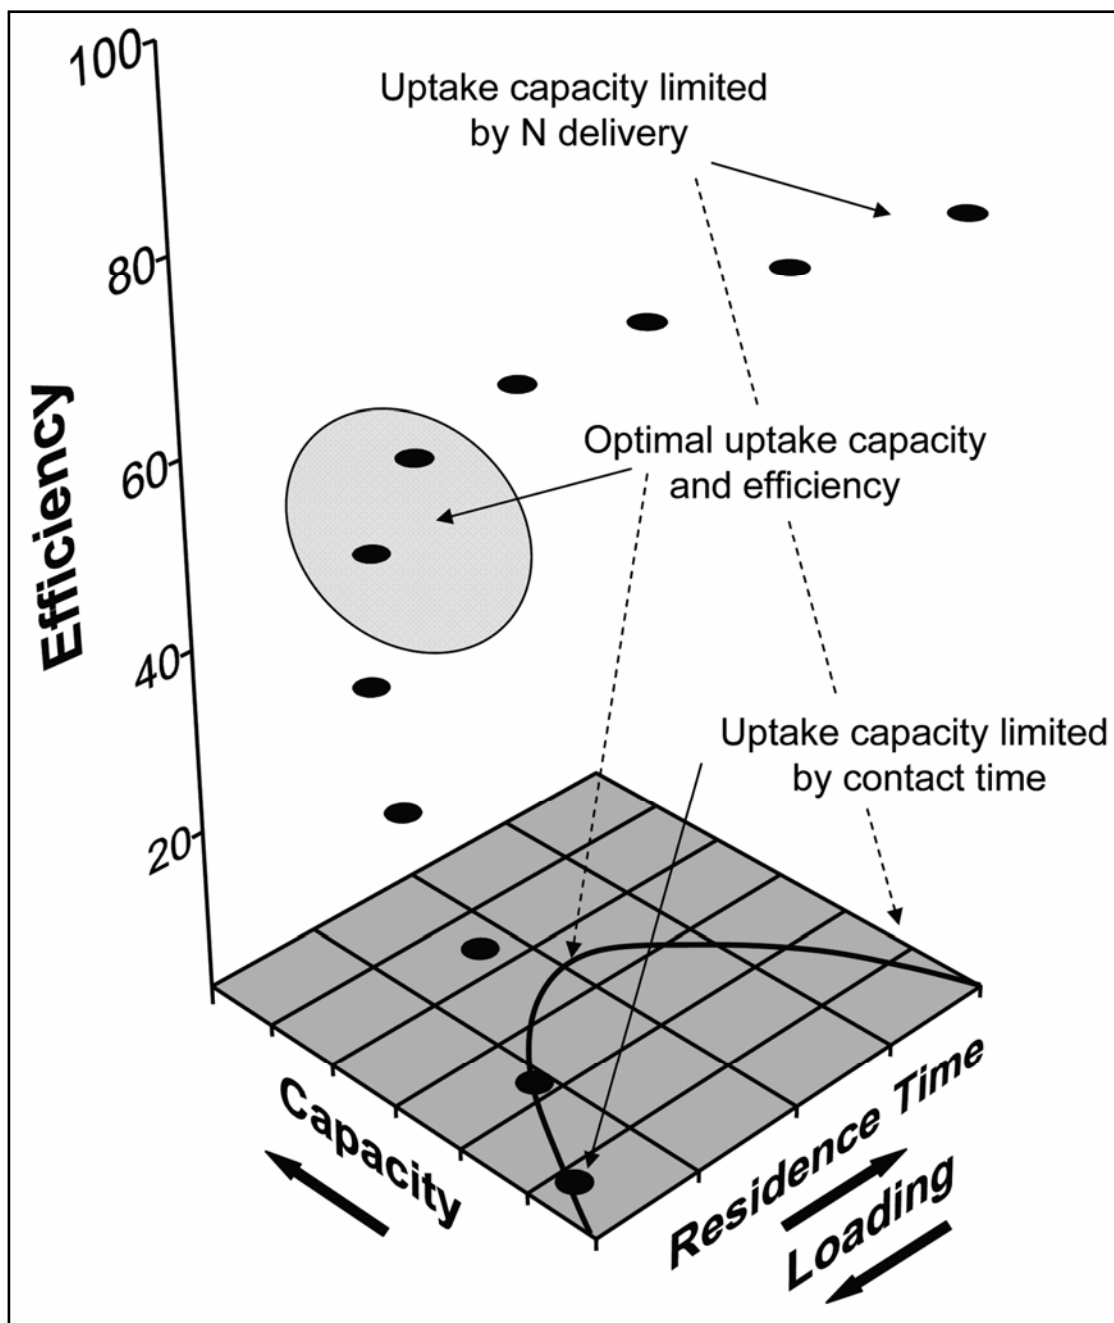 100
Uptake capacity limited
by N delivery
80
Efficiency
Optimal uptake capacity
and efficiency
60
40
Uptake capacity limited
by contact time
20
Capacity
Residence Time
Loading